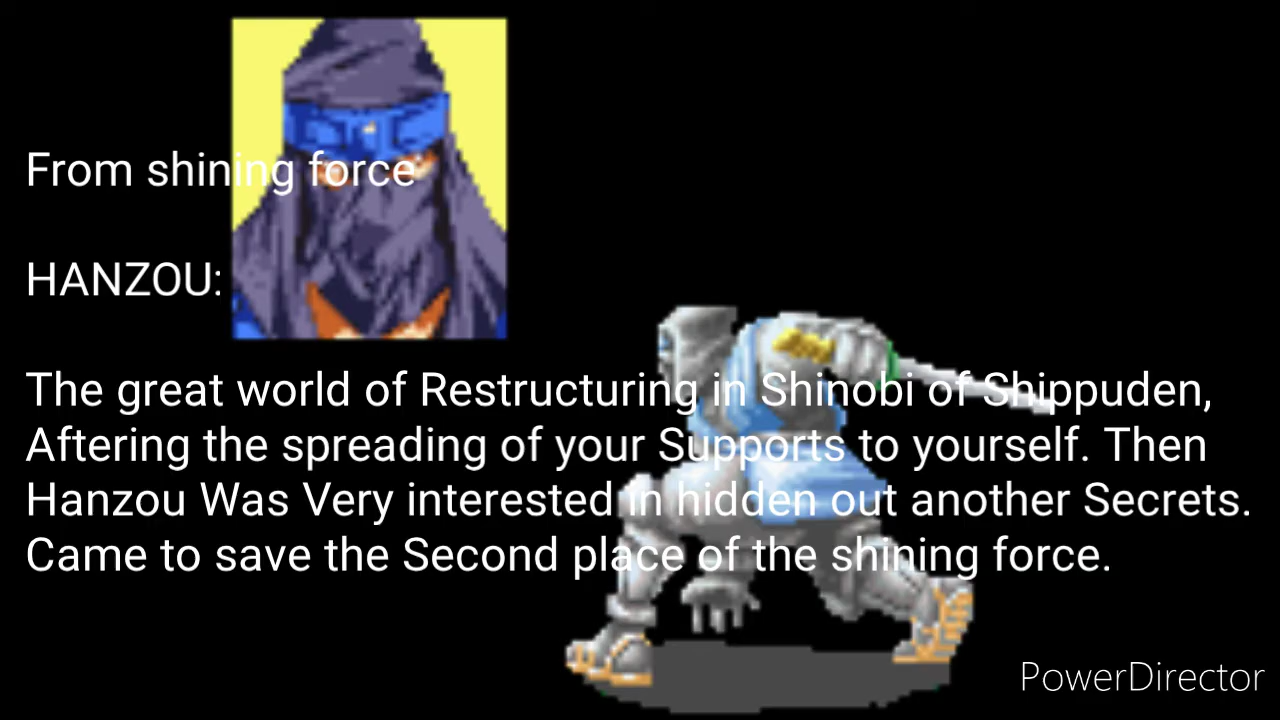 From shining force
HANZOU:
The great world of Restructuring in Shinobi of Shippuden,
Aftering the spreading of your Supports to yourself. Then
Hanzou Was Very interested in hidden out another Secrets.
Came to save the Second place of the shining force.
PowerDirector